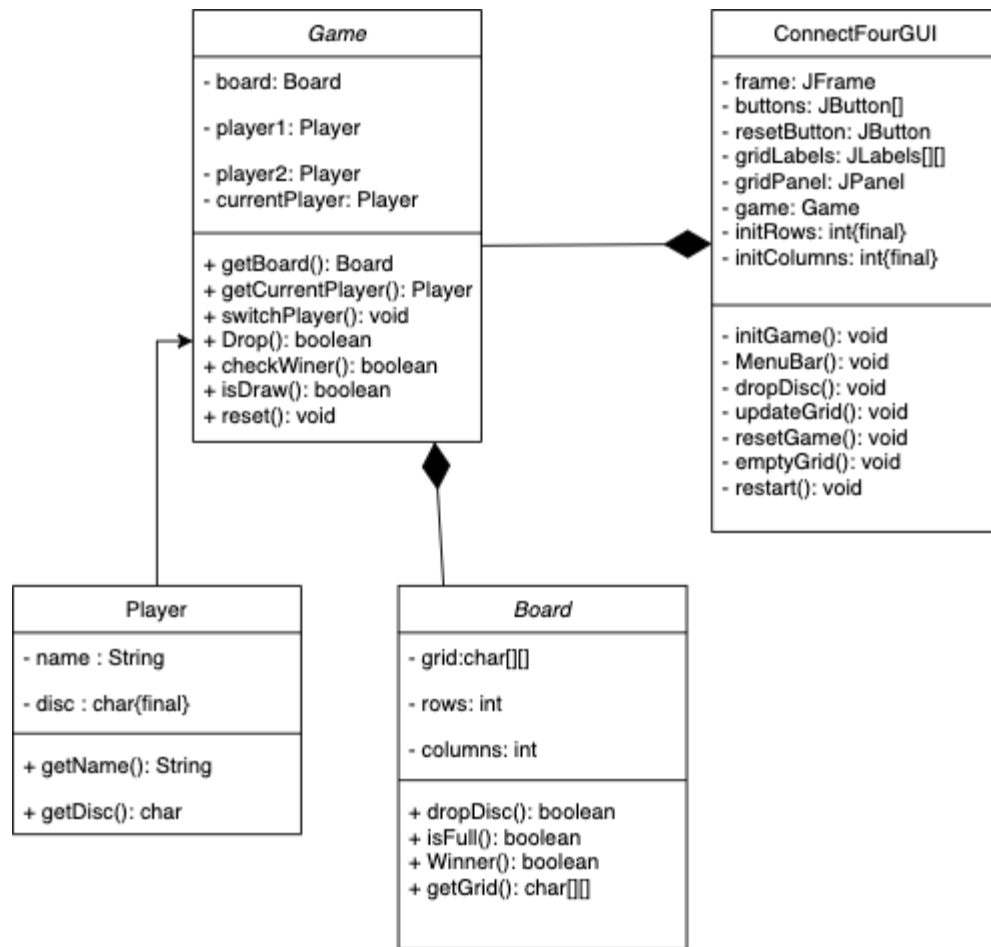 Game
- board: Board
- player1: Player
- player2: Player
- currentPlayer: Player
+ getBoard(): Board
+ getCurrentPlayer(): Player
+ switchPlayer(): void
+ Drop(): boolean
+ checkWiner(): boolean
+ isDraw(): boolean
+ reset(): void
ConnectFourGUI
- frame: JFrame
- buttons: JButton[]
- resetButton: JButton
- gridLabels: JLabels[][]
- gridPanel: JPanel
- game: Game
- initRows: int{final}
- initColumns: int{final}
- initGame(): void
- MenuBar(): void
- dropDisc(): void
- updateGrid(): void
- resetGame(): void
- emptyGrid(): void
- restart(): void
Player
- name : String
- disc : char{final}
+ getName(): String
+ getDisc(): char
Board
- grid:char[][]
- rows: int
- columns: int
+ dropDisc(): boolean
+ isFull(): boolean
+ Winner(): boolean
+ getGrid(): char[][]